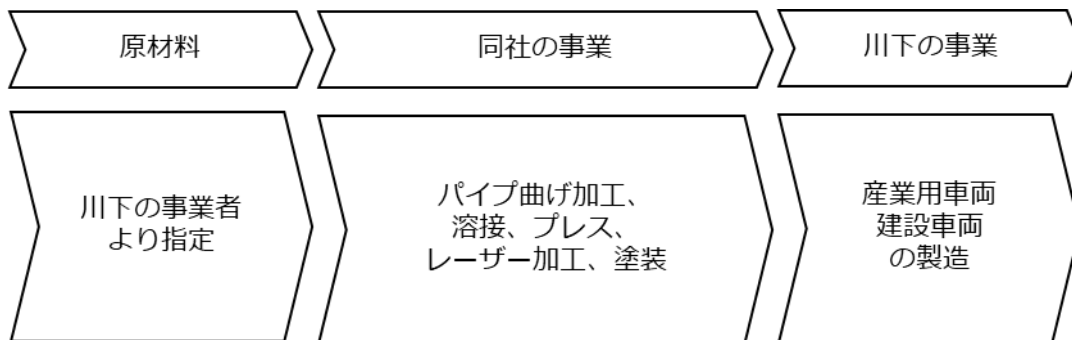 原材料
同社の事業
川下の事業
川下の事業者
より指定
パイプ曲げ加工、
溶接、プレス、
レーザー加工、塗装
産業用車両
建設車両
の製造